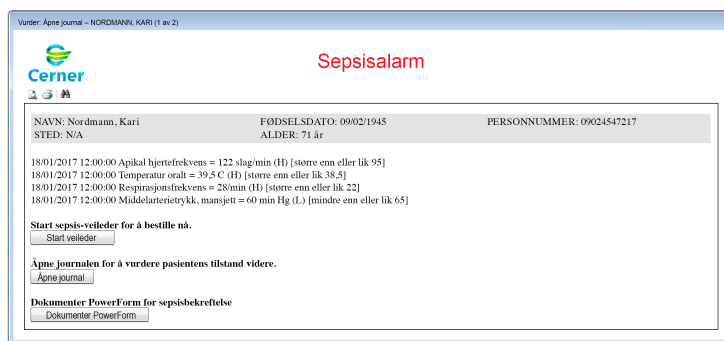 Vurder: Åpne journal – NORDMANN, KARI (1 av 2)
Cerner
Sepsisalarm
NAVN: Nordmann, Kari FØDSELSDATO: 09/02/1945 PERSONNUMMER: 09024547217
STED: N/A ALDER: 71 år
18/01/2017 12:00:00 Apikal hjertefrekvens = 122 slag/min (H) [større enn eller lik 95]
18/01/2017 12:00:00 Temperatur oralt = 39,5 C (H) [større enn eller lik 38,5]
18/01/2017 12:00:00 Respirasjonsfrekvens = 28/min (H) [større enn eller lik 22]
18/01/2017 12:00:00 Middelarterietrykk, mansjett = 60 min Hg (L) [mindre enn eller lik 65]
Start sepsis-veileder for å bestille nå.
Start veileder
Åpne journalen for å vurdere pasientens tilstand videre.
Åpne journal
Dokumenter PowerForm for sepsisbekreftelse
Dokumenter PowerForm